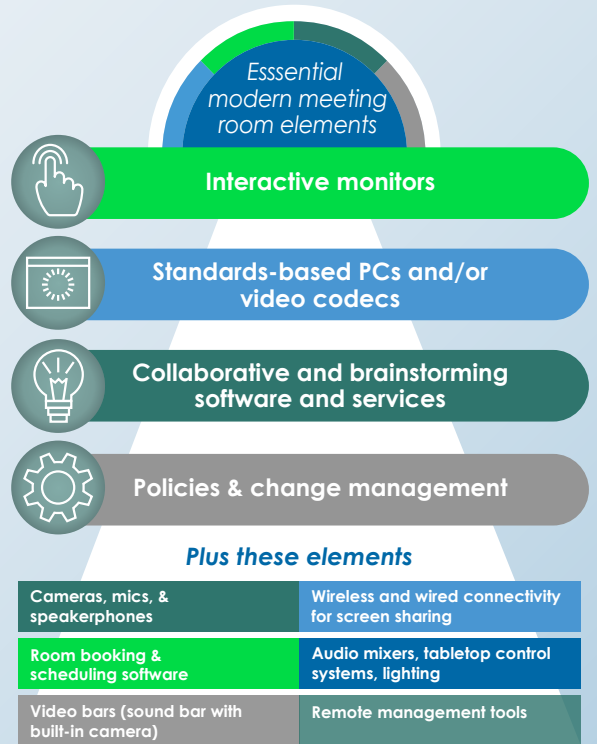 Esssential
modern meeting
room elements
Interactive monitors
Standards-based PCs and/or
video codecs
Collaborative and brainstorming
software and services
Policies & change management
Plus these elements
Cameras, mics, &
speakerphones
Wireless and wired connectivity
for screen sharing
Room booking &
scheduling software
Audio mixers, tabletop control
systems, lighting
Video bars (sound bar with
built-in camera)
Remote management tools